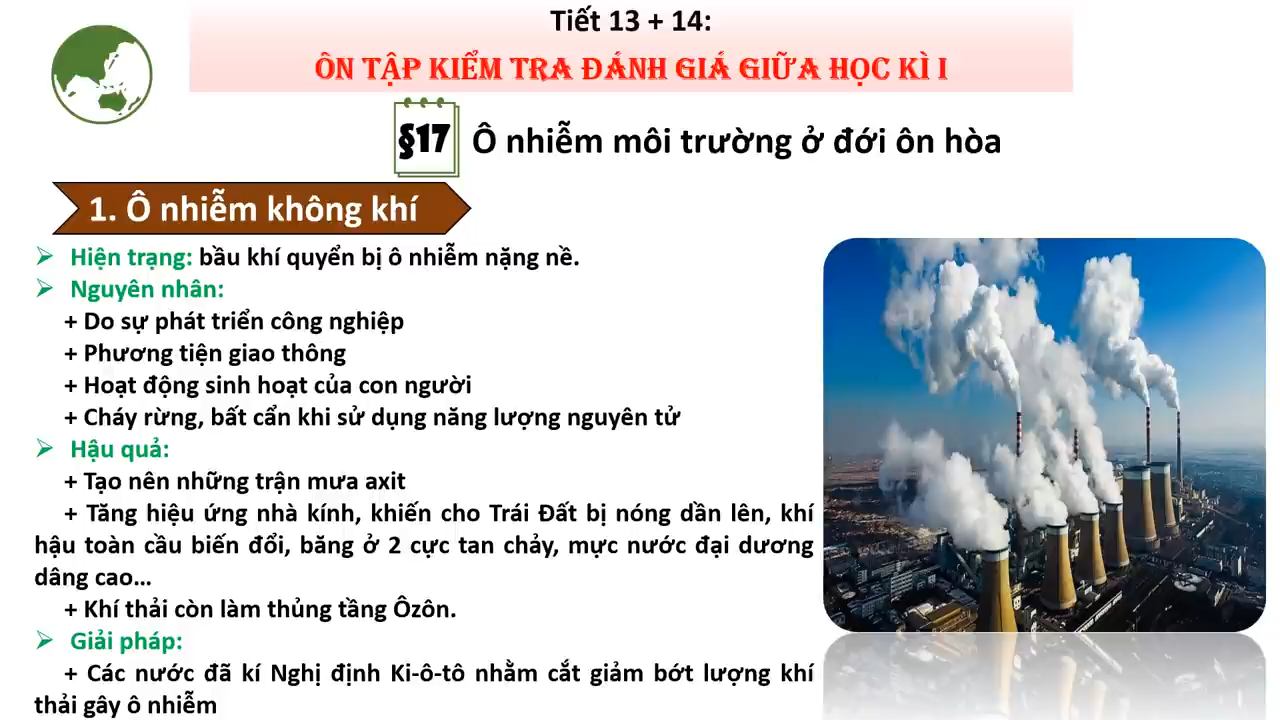 Tiết 13 + 14:
ÔN TẬP KIỂM TRA ĐÁNH GIÁ GIỮA HỌC KÌ I
§17 Ô nhiễm môi trường ở đới ôn hòa
1. Ô nhiễm không khí
Hiện trạng: bầu khí quyển bị ô nhiễm nặng nề.
Nguyên nhân:
+ Do sự phát triển công nghiệp
+ Phương tiện giao thông
+ Hoạt động sinh hoạt của con người
+ Cháy rừng, bất cẩn khi sử dụng năng lượng nguyên tử
Hậu quả:
+ Tạo nên những trận mưa axit
+ Tăng hiệu ứng nhà kính, khiến cho Trái Đất bị nóng dần lên, khí
hậu toàn cầu biến đổi, băng ở 2 cực tan chảy, mực nước đại dương
dâng cao...
+ Khí thải còn làm thủng tầng Ôzôn.
Giải pháp:
+ Các nước đã kí Nghị định Ki-ô-tô nhằm cắt giảm bớt lượng khí
thải gây ô nhiễm